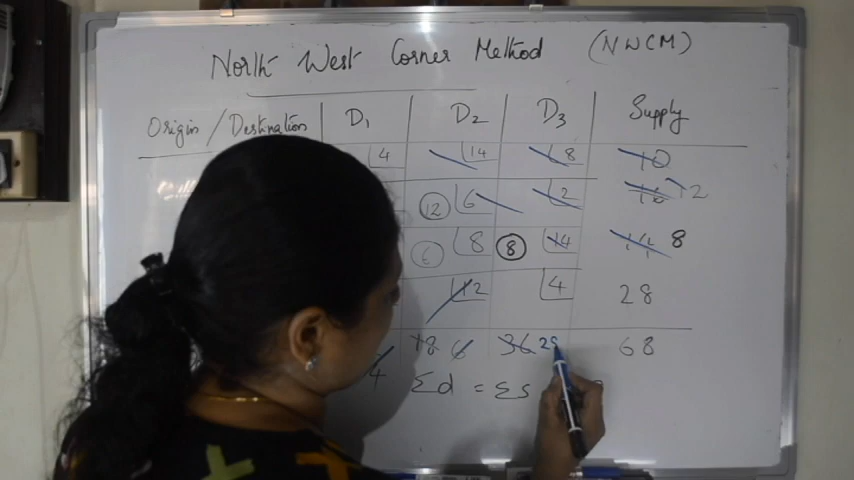 North West Corner Method (NWCM)
Origin / Destination D₁ D₂ D₃ Supply
4 14 8 10
12 6 2 16 12
6 8 8 14 14 8
12 4 28
18 6 36 28 68
4 Σd = Σs